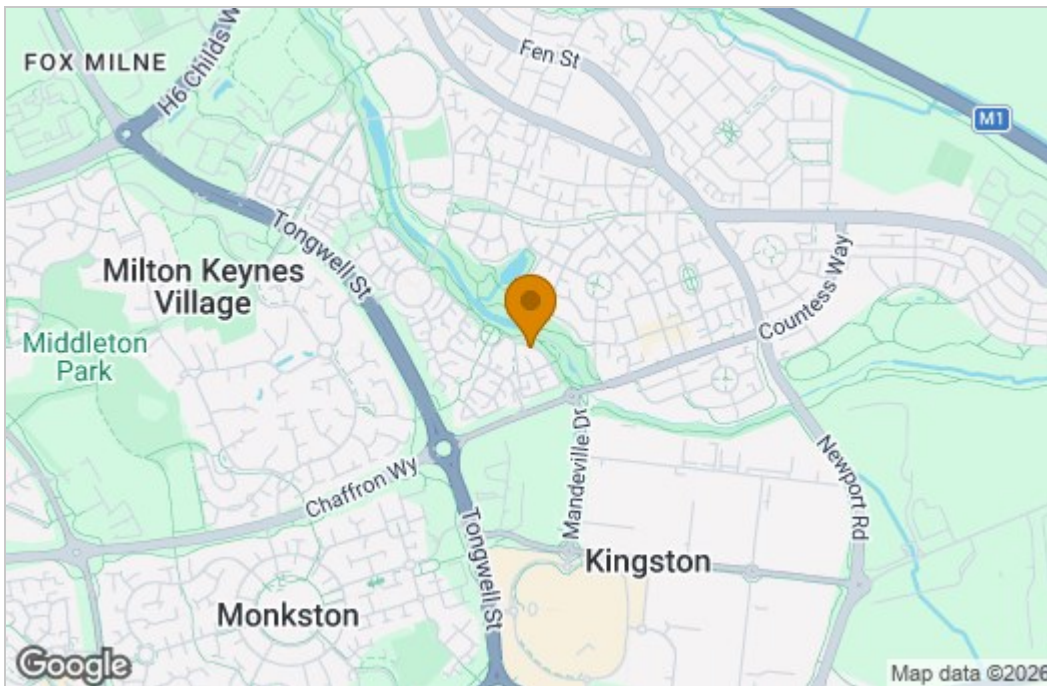 FOX MILNE
H6 Childs W
Fen St
M1
Tongwell St
Milton Keynes
Village
Countess Way
Middleton
Park
Mandeville Dr
Newport Rd
Chaffron Wy
Tongwell St
Kingston
Monkston
Google
Map data ©2026